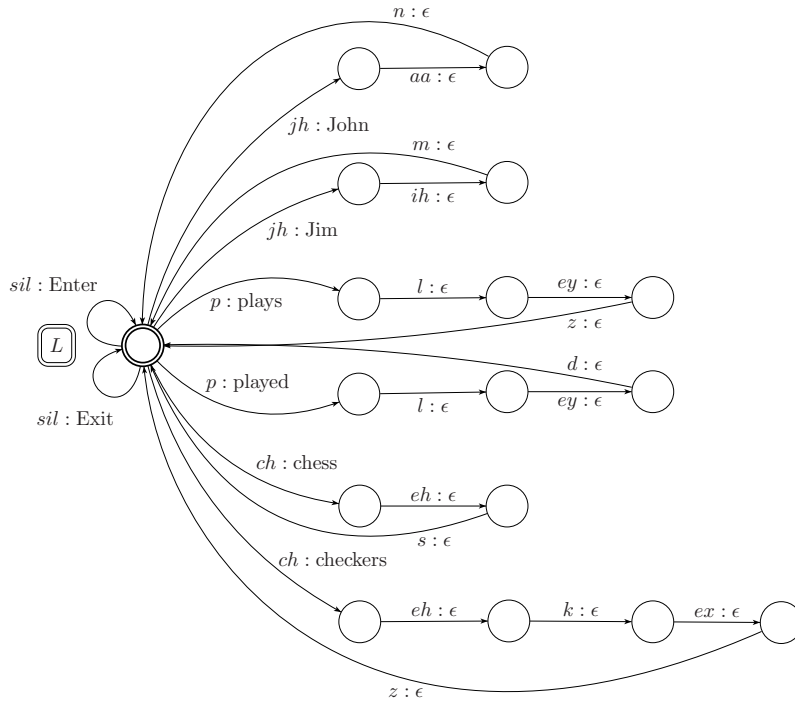 n : ϵ
aa : ϵ
jh : John
m : ϵ
ih : ϵ
jh : Jim
sil : Enter
p : plays
l : ϵ
ey : ϵ
z : ϵ
L
d : ϵ
p : played
l : ϵ
ey : ϵ
sil : Exit
ch : chess
eh : ϵ
s : ϵ
ch : checkers
eh : ϵ
k : ϵ
ex : ϵ
z : ϵ